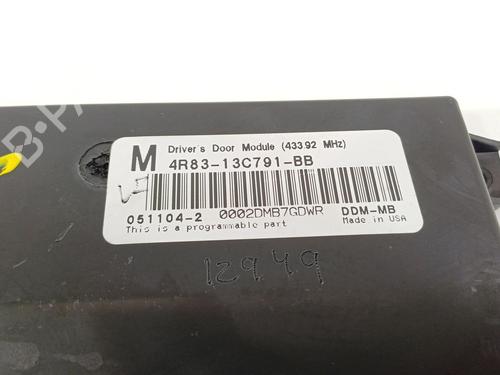 Driver's Door Module (433.92 MHz)
M 4R83-13C791-BB
051104-2 0002DMB7GDWR DDM-MB
This is a programmable part Made in USA
12949
B-PA